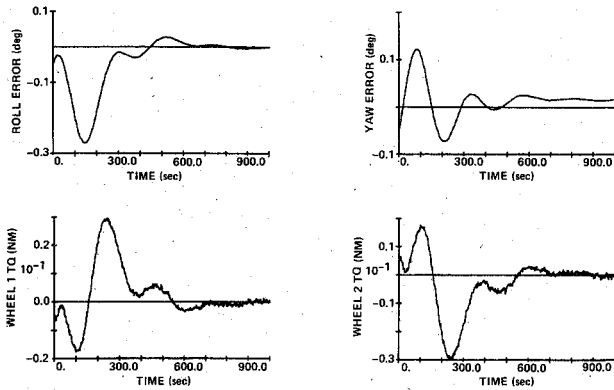 0.1
ROLL ERROR (deg)
-0.1
-0.3
0. 300.0 600.0 900.0
TIME (sec)
0.1
YAW ERROR (deg)
-0.1
0. 300.0 600.0 900.0
TIME (sec)
0.2
10⁻¹
WHEEL 1 TQ (NM)
0.0
-0.2
0. 300.0 600.0 900.0
TIME (sec)
0.1
10⁻¹
WHEEL 2 TQ (NM)
-0.1
-0.3
0. 300.0 600.0 900.0
TIME (sec)